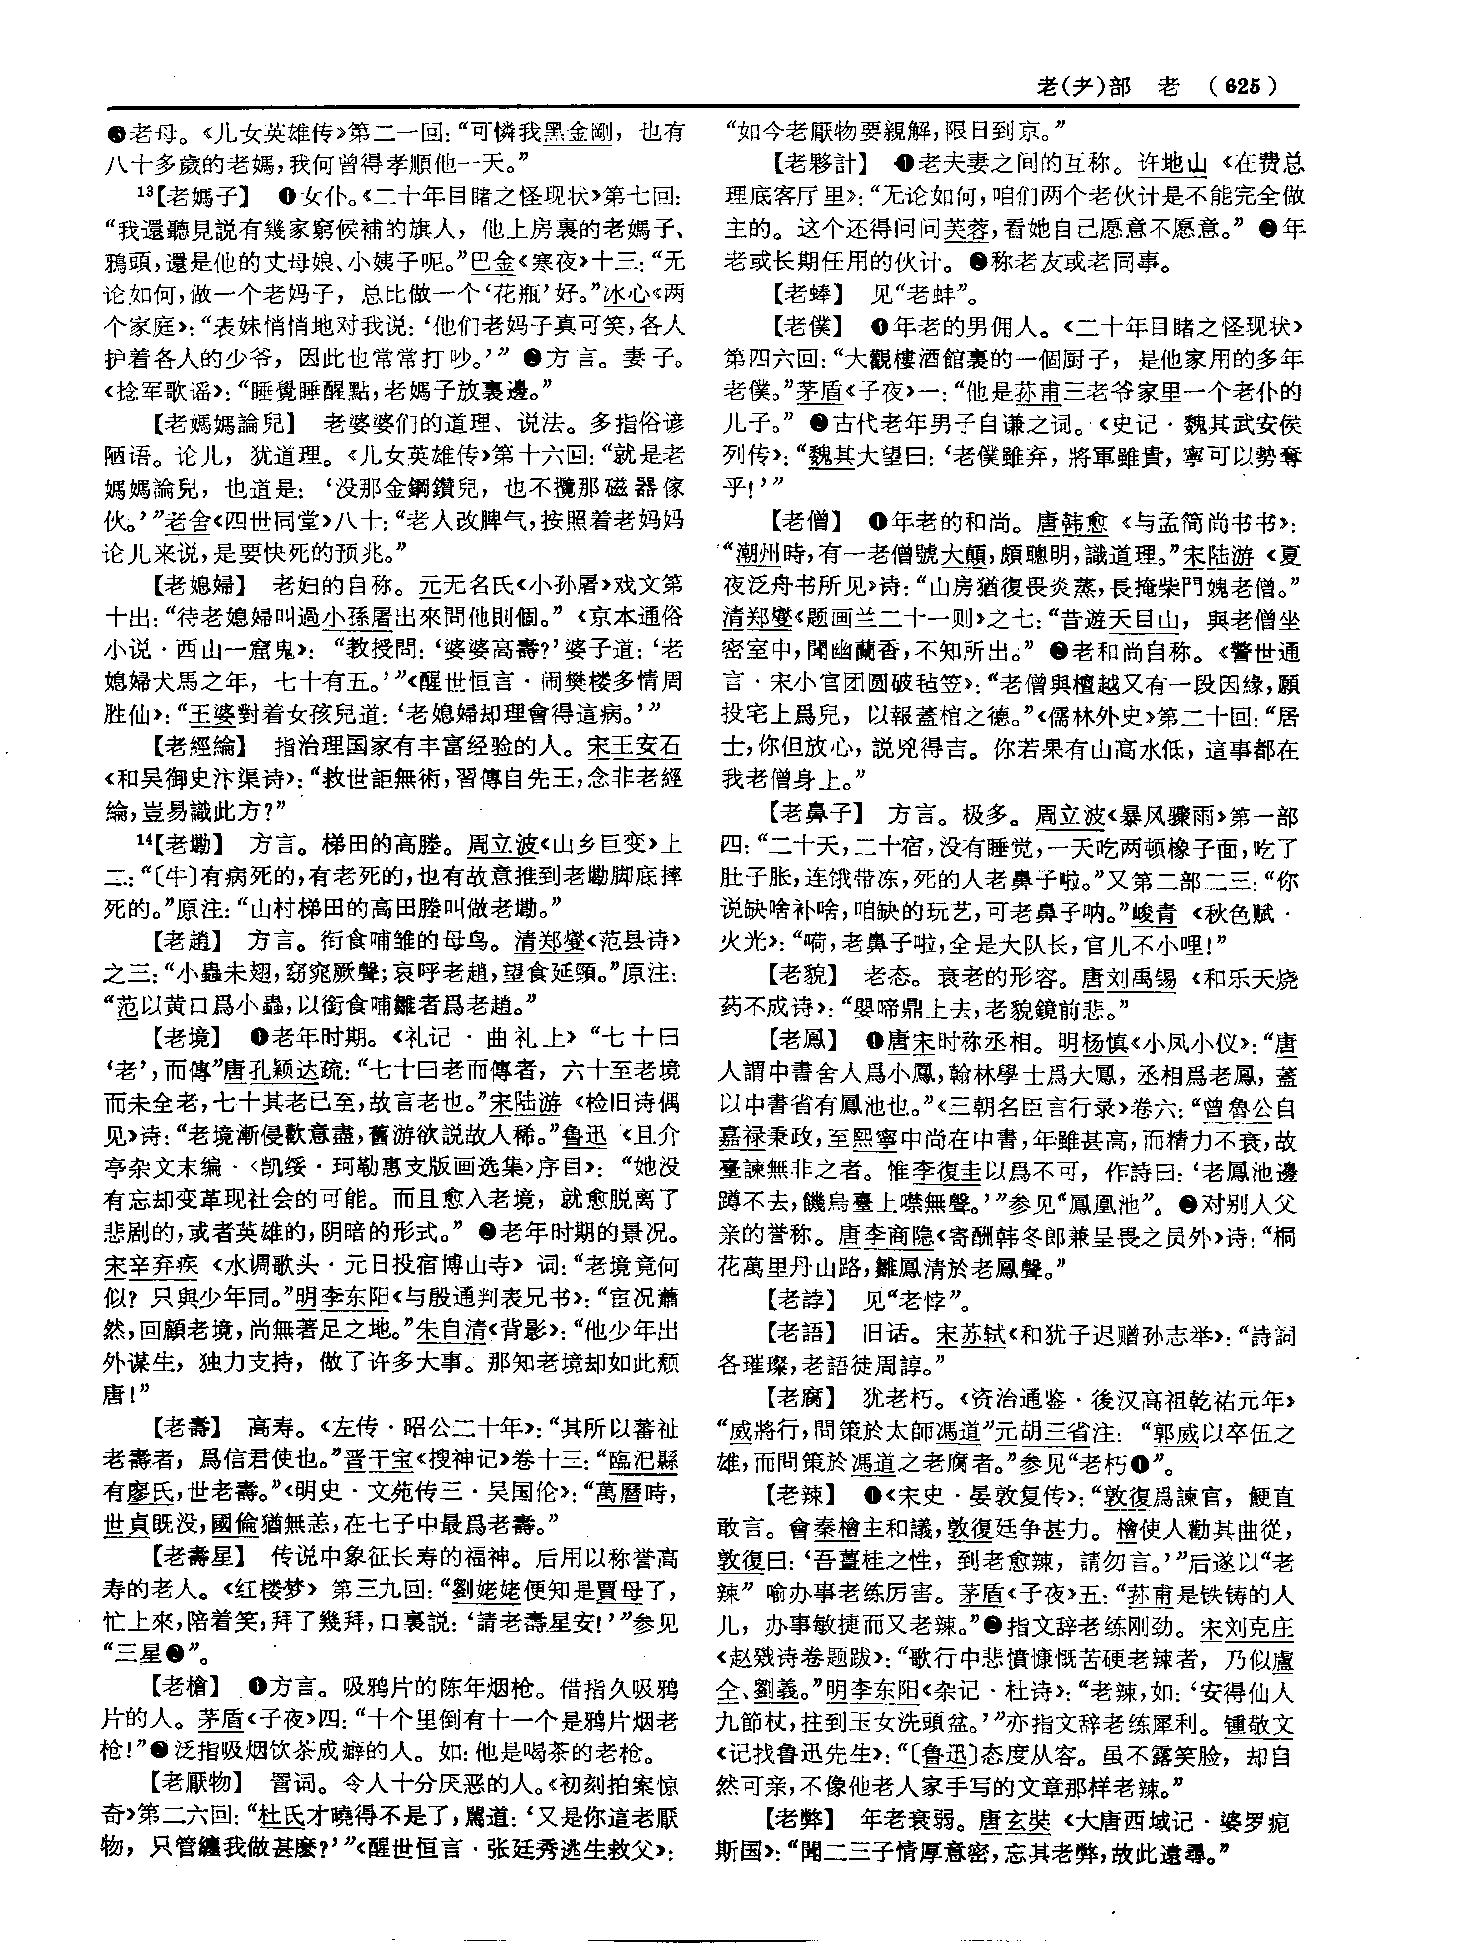 老(耂)部　老　(625)
❸老母。《儿女英雄传》第二一回:“可憐我黑金剛，也有
八十多歲的老媽，我何曾得孝順他一天。”
13【老媽子】　❶女仆。《二十年目睹之怪现状》第七回:
“我還聽見説有幾家窮候補的旗人，他上房裏的老媽子、
鴉頭，還是他的丈母娘、小姨子呢。”巴金《寒夜》十三:“无
论如何，做一个老妈子，总比做一个‘花瓶’好。”冰心《两
个家庭》:“表妹悄悄地对我说:‘他们老妈子真可笑，各人
护着各人的少爷，因此也常常打吵。’”❷方言。妻子。
《捻军歌谣》:“睡覺睡醒點，老媽子放裏邊。”
【老媽媽論兒】　老婆婆们的道理、说法。多指俗谚
陋语。论儿，犹道理。《儿女英雄传》第十六回:“就是老
媽媽論兒，也道是:‘没那金鋼鑽兒，也不攬那磁器傢
伙。’”老舍《四世同堂》八十:“老人改脾气，按照着老妈妈
论儿来说，是要快死的预兆。”
【老媳婦】　老妇的自称。元无名氏《小孙屠》戏文第
十出:“待老媳婦叫過小孫屠出來問他則個。”《京本通俗
小说·西山一窟鬼》:“教授問:‘婆婆高壽?’婆子道:‘老
媳婦犬馬之年，七十有五。’”《醒世恒言·闹樊楼多情周
胜仙》:“王婆對着女孩兒道:‘老媳婦却理會得這病。’”
【老經綸】　指治理国家有丰富经验的人。宋王安石
《和吴御史汴渠诗》:“救世詎無術，習傳自先王，念非老經
綸，豈易識此方?”
14【老墈】　方言。梯田的高塍。周立波《山乡巨变》上
二:“〔牛〕有病死的，有老死的，也有故意推到老墈脚底摔
死的。”原注:“山村梯田的高田塍叫做老墈。”
【老趙】　方言。衔食哺雏的母鸟。清郑燮《范县诗》
之三:“小蟲未翅，窈窕厥聲;哀呼老趙，望食延頸。”原注:
“范以黄口爲小蟲，以銜食哺雛者爲老趙。”
【老境】　❶老年时期。《礼记·曲礼上》“七十曰
‘老’，而傳”唐孔颖达疏:“七十曰老而傳者，六十至老境
而未全老，七十其老已至，故言老也。”宋陆游《检旧诗偶
见》诗:“老境漸侵歡意盡，舊游欲説故人稀。”鲁迅《且介
亭杂文末编·〈凯绥·珂勒惠支版画选集〉序目》:“她没
有忘却变革现社会的可能。而且愈入老境，就愈脱离了
悲剧的，或者英雄的，阴暗的形式。”❷老年时期的景况。
宋辛弃疾《水调歌头·元日投宿博山寺》词:“老境竟何
似?只與少年同。”明李东阳《与殷通判表兄书》:“宦况蕭
然，回顧老境，尚無著足之地。”朱自清《背影》:“他少年出
外谋生，独力支持，做了许多大事。那知老境却如此颓
唐!”
【老壽】　高寿。《左传·昭公二十年》:“其所以蕃祉
老壽者，爲信君使也。”晋干宝《搜神记》卷十三:“臨汜縣
有廖氏，世老壽。”《明史·文苑传三·吴国伦》:“萬曆時，
世貞既没，國倫猶無恙，在七子中最爲老壽。”
【老壽星】　传说中象征长寿的福神。后用以称誉高
寿的老人。《红楼梦》第三九回:“劉姥姥便知是賈母了，
忙上來，陪着笑，拜了幾拜，口裏説:‘請老壽星安!’”参见
“三星❷”。
【老槍】　❶方言。吸鸦片的陈年烟枪。借指久吸鸦
片的人。茅盾《子夜》四:“十个里倒有十一个是鸦片烟老
枪!”❷泛指吸烟饮茶成癖的人。如:他是喝茶的老枪。
【老厭物】　詈词。令人十分厌恶的人。《初刻拍案惊
奇》第二六回:“杜氏才曉得不是了，駡道:‘又是你這老厭
物，只管纏我做甚麽?’”《醒世恒言·张廷秀逃生救父》:
“如今老厭物要親解，限日到京。”
【老夥計】　❶老夫妻之间的互称。许地山《在费总
理底客厅里》:“无论如何，咱们两个老伙计是不能完全做
主的。这个还得问问芙蓉，看她自己愿意不愿意。”❷年
老或长期任用的伙计。❸称老友或老同事。
【老蜯】　见“老蚌”。
【老僕】　❶年老的男佣人。《二十年目睹之怪现状》
第四六回:“大觀樓酒館裏的一個厨子，是他家用的多年
老僕。”茅盾《子夜》一:“他是荪甫三老爷家里一个老仆的
儿子。”❷古代老年男子自谦之词。《史记·魏其武安侯
列传》:“魏其大望曰:‘老僕雖弃，將軍雖貴，寧可以勢奪
乎!’”
【老僧】　❶年老的和尚。唐韩愈《与孟简尚书书》:
“潮州時，有一老僧號大顛，頗聰明，識道理。”宋陆游《夏
夜泛舟书所见》诗:“山房猶復畏炎蒸，長掩柴門媿老僧。”
清郑燮《题画兰二十一则》之七:“昔遊天目山，與老僧坐
密室中，聞幽蘭香，不知所出。”❷老和尚自称。《警世通
言·宋小官团圆破毡笠》:“老僧與檀越又有一段因緣，願
投宅上爲兒，以報蓋棺之德。”《儒林外史》第二十回:“居
士，你但放心，説兇得吉。你若果有山高水低，這事都在
我老僧身上。”
【老鼻子】　方言。极多。周立波《暴风骤雨》第一部
四:“二十天，二十宿，没有睡觉，一天吃两顿橡子面，吃了
肚子胀，连饿带冻，死的人老鼻子啦。”又第二部二三:“你
说缺啥补啥，咱缺的玩艺，可老鼻子呐。”峻青《秋色赋·
火光》:“嗬，老鼻子啦，全是大队长，官儿不小哩!”
【老貌】　老态。衰老的形容。唐刘禹锡《和乐天烧
药不成诗》:“嬰啼鼎上去，老貌鏡前悲。”
【老鳳】　❶唐宋时称丞相。明杨慎《小凤小仪》:“唐
人謂中書舍人爲小鳳，翰林學士爲大鳳，丞相爲老鳳，蓋
以中書省有鳳池也。”《三朝名臣言行录》卷六:“曾魯公自
嘉禄秉政，至熙寧中尚在中書，年雖甚高，而精力不衰，故
臺諫無非之者。惟李復圭以爲不可，作詩曰:‘老鳳池邊
蹲不去，饑烏臺上噤無聲。’”参见“鳳凰池”。❷对别人父
亲的誉称。唐李商隐《寄酬韩冬郎兼呈畏之员外》诗:“桐
花萬里丹山路，雛鳳清於老鳳聲。”
【老誖】　见“老悖”。
【老語】　旧话。宋苏轼《和犹子迟赠孙志举》:“詩詞
各璀璨，老語徒周諄。”
【老腐】　犹老朽。《资治通鉴·後汉高祖乾祐元年》
“威將行，問策於太師馮道”元胡三省注:“郭威以卒伍之
雄，而問策於馮道之老腐者。”参见“老朽❶”。
【老辣】　❶《宋史·晏敦复传》:“敦復爲諫官，鯁直
敢言。會秦檜主和議，敦復廷争甚力。檜使人勸其曲從，
敦復曰:‘吾薑桂之性，到老愈辣，請勿言。’”后遂以“老
辣”喻办事老练厉害。茅盾《子夜》五:“荪甫是铁铸的人
儿，办事敏捷而又老辣。”❷指文辞老练刚劲。宋刘克庄
《赵戣诗卷题跋》:“歌行中悲憤慷慨苦硬老辣者，乃似盧
仝、劉義。”明李东阳《杂记·杜诗》:“老辣，如:‘安得仙人
九節杖，拄到玉女洗頭盆。’”亦指文辞老练犀利。锺敬文
《记找鲁迅先生》:“〔鲁迅〕态度从容。虽不露笑脸，却自
然可亲，不像他老人家手写的文章那样老辣。”
【老弊】　年老衰弱。唐玄奘《大唐西域记·婆罗痆
斯国》:“聞二三子情厚意密，忘其老弊，故此遠尋。”